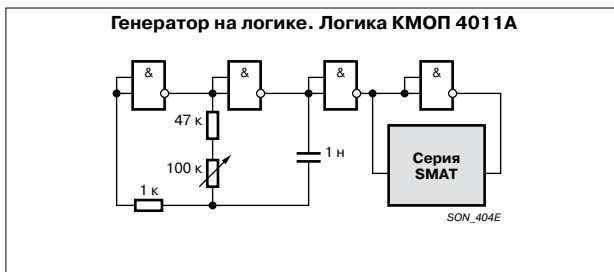 Генератор на логике. Логика КМОП 4011А
& & & &
47 к
100 к
1 н
1 к
Серия
SMAT
SON_404E